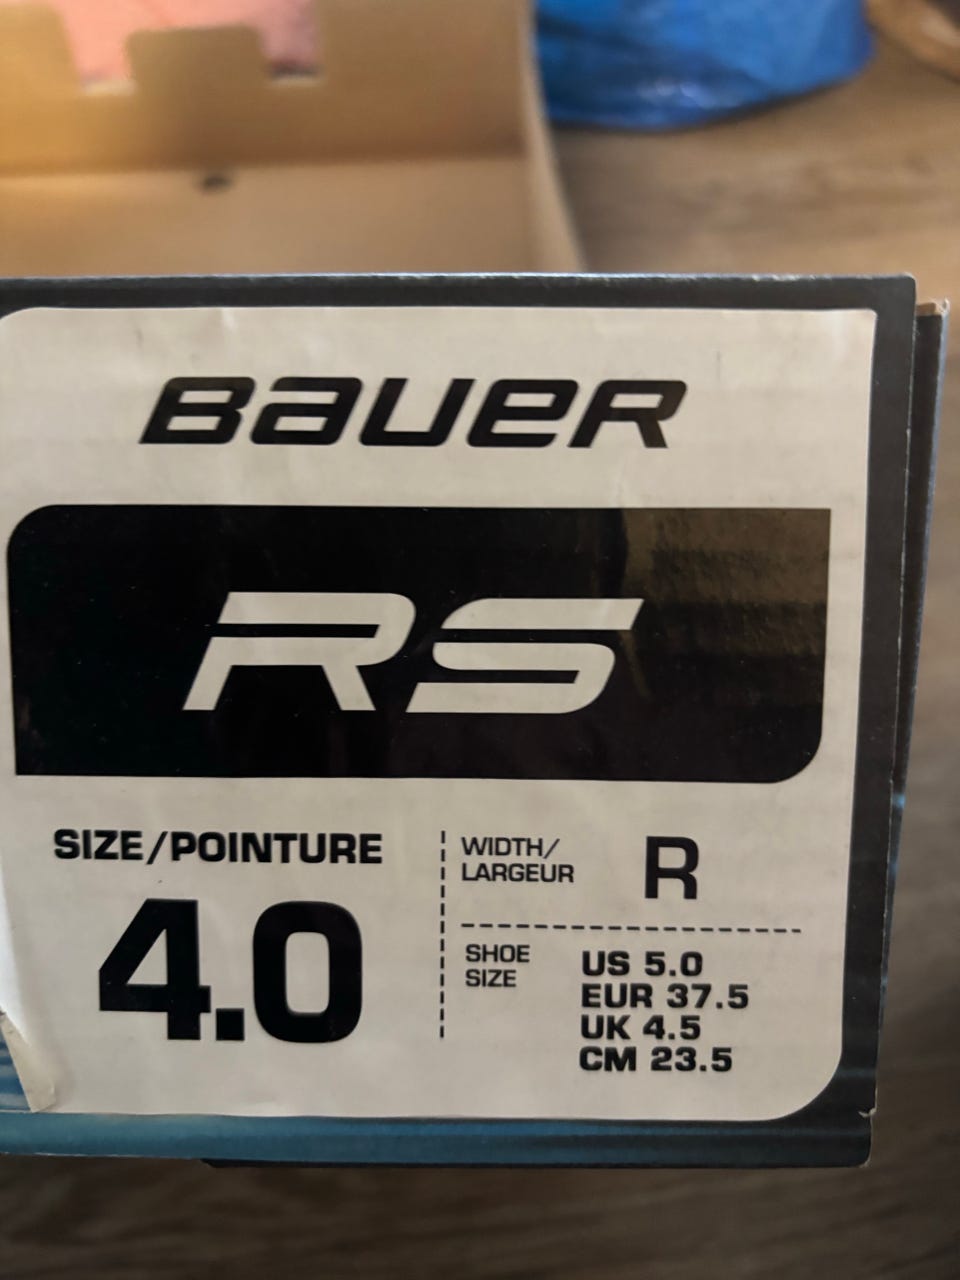 BAUER
RS
SIZE/POINTURE
4.0
WIDTH/
LARGEUR
R
SHOE
SIZE
US 5.0
EUR 37.5
UK 4.5
CM 23.5